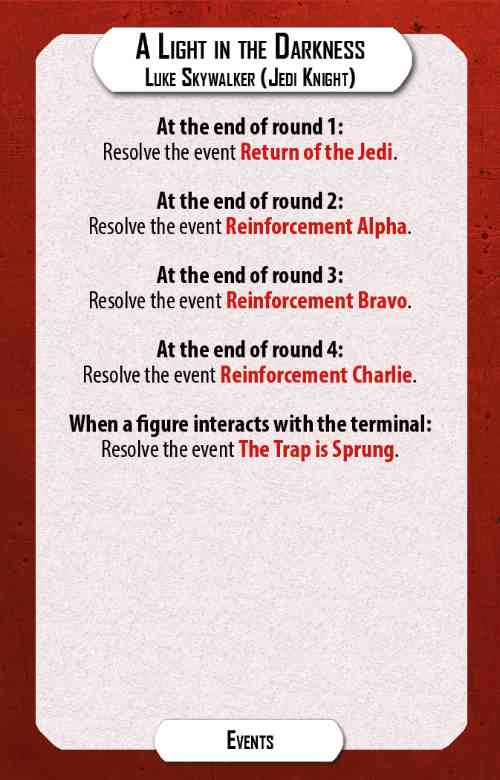 A Light in the Darkness
Luke Skywalker (Jedi Knight)
At the end of round 1:
Resolve the event Return of the Jedi.
At the end of round 2:
Resolve the event Reinforcement Alpha.
At the end of round 3:
Resolve the event Reinforcement Bravo.
At the end of round 4:
Resolve the event Reinforcement Charlie.
When a figure interacts with the terminal:
Resolve the event The Trap is Sprung.
Events